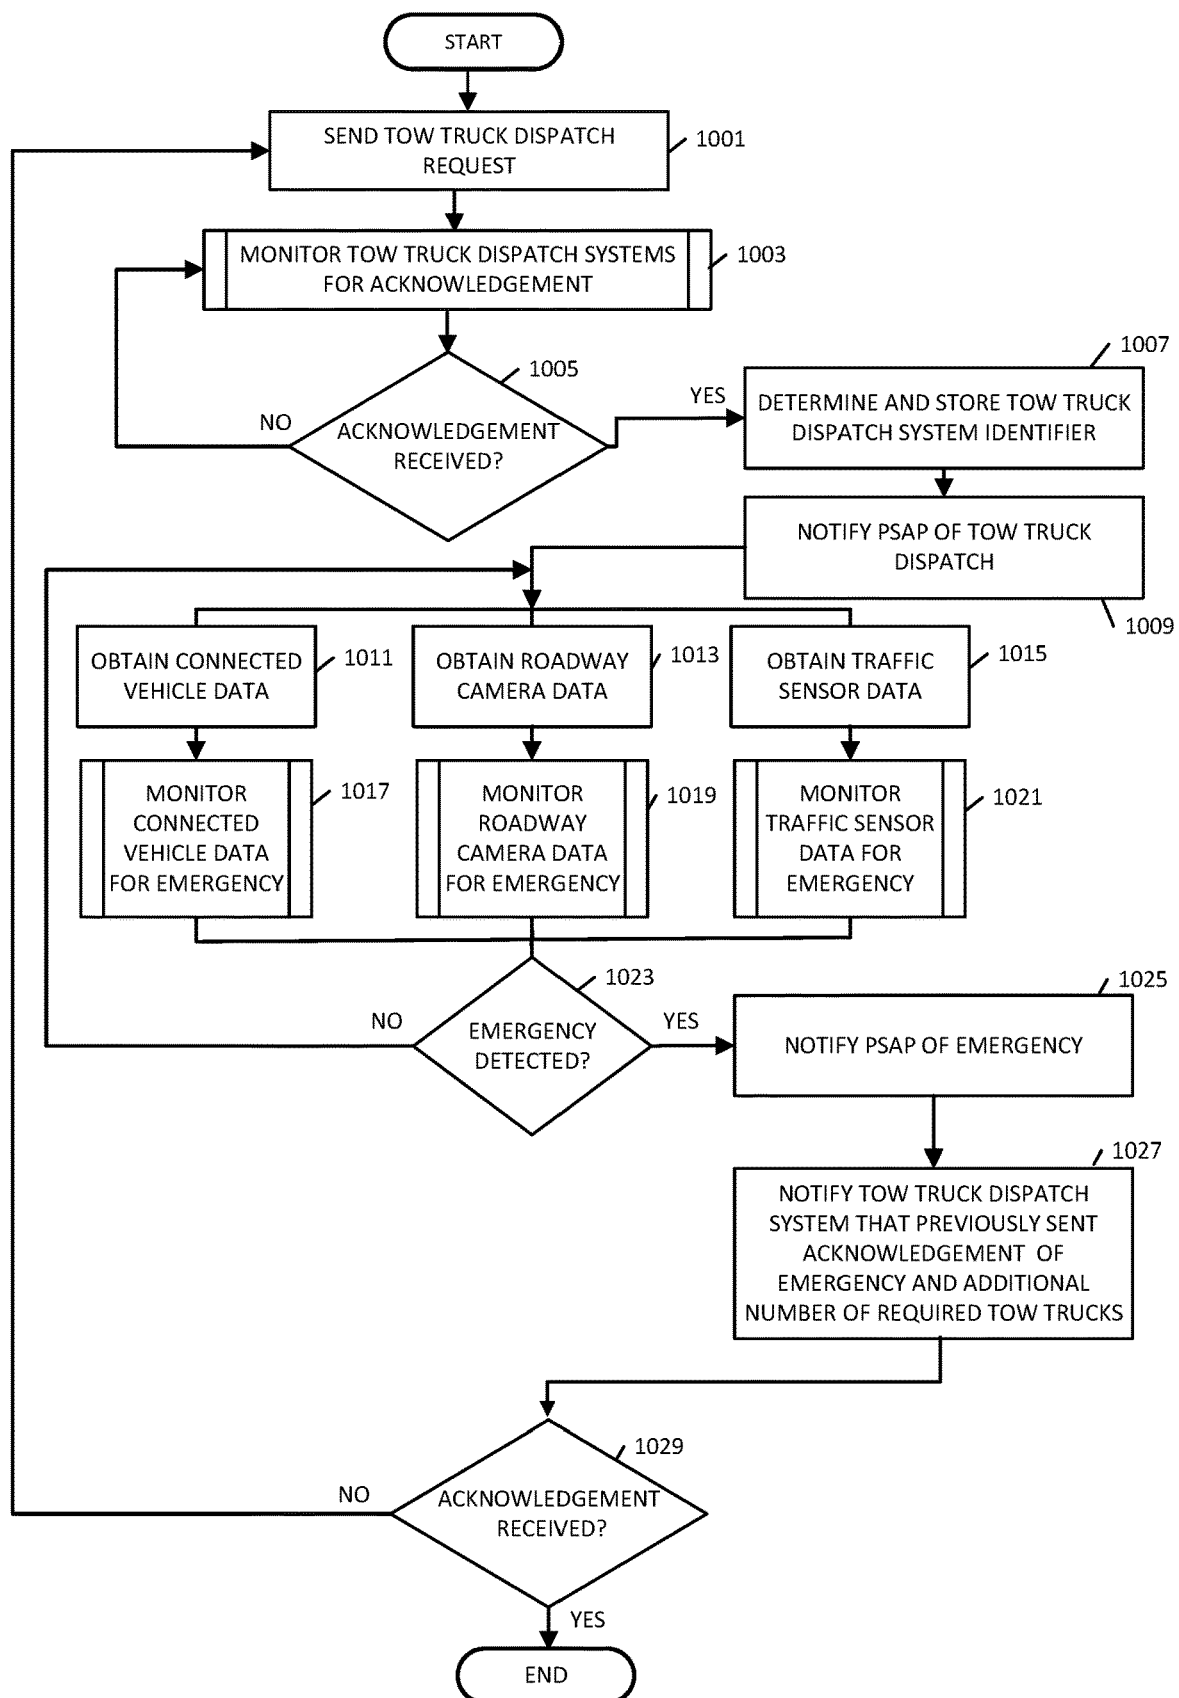 START
SEND TOW TRUCK DISPATCH
REQUEST
1001
MONITOR TOW TRUCK DISPATCH SYSTEMS
FOR ACKNOWLEDGEMENT
1003
1005
ACKNOWLEDGEMENT
RECEIVED?
NO
YES
1007
DETERMINE AND STORE TOW TRUCK
DISPATCH SYSTEM IDENTIFIER
NOTIFY PSAP OF TOW TRUCK
DISPATCH
1009
OBTAIN CONNECTED
VEHICLE DATA
1011
OBTAIN ROADWAY
CAMERA DATA
1013
OBTAIN TRAFFIC
SENSOR DATA
1015
MONITOR
CONNECTED
VEHICLE DATA
FOR EMERGENCY
1017
MONITOR
ROADWAY
CAMERA DATA
FOR EMERGENCY
1019
MONITOR
TRAFFIC SENSOR
DATA FOR
EMERGENCY
1021
1023
EMERGENCY
DETECTED?
NO
YES
1025
NOTIFY PSAP OF EMERGENCY
1027
NOTIFY TOW TRUCK DISPATCH
SYSTEM THAT PREVIOUSLY SENT
ACKNOWLEDGEMENT OF
EMERGENCY AND ADDITIONAL
NUMBER OF REQUIRED TOW TRUCKS
1029
ACKNOWLEDGEMENT
RECEIVED?
NO
YES
END